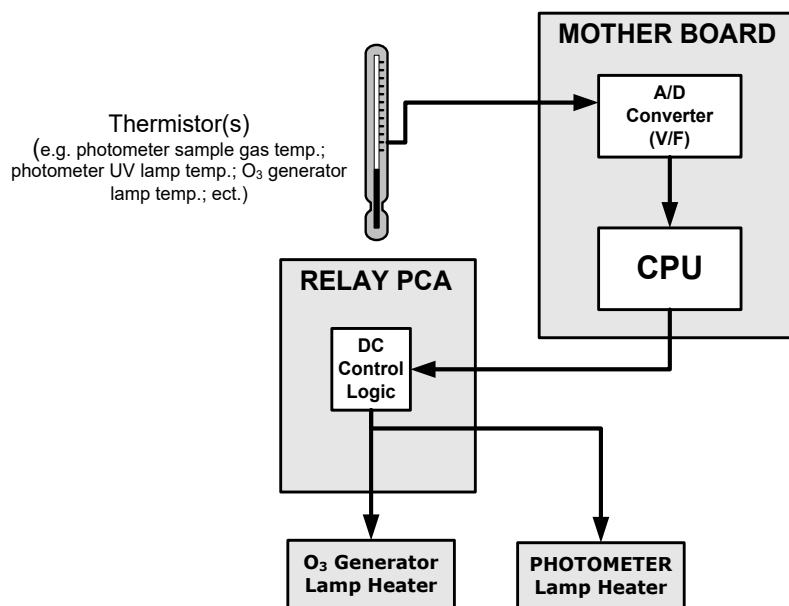 MOTHER BOARD
A/D
Converter
(V/F)
Thermistor(s)
(e.g. photometer sample gas temp.;
photometer UV lamp temp.; O₃ generator
lamp temp.; ect.)
CPU
RELAY PCA
DC
Control
Logic
O₃ Generator
Lamp Heater
PHOTOMETER
Lamp Heater